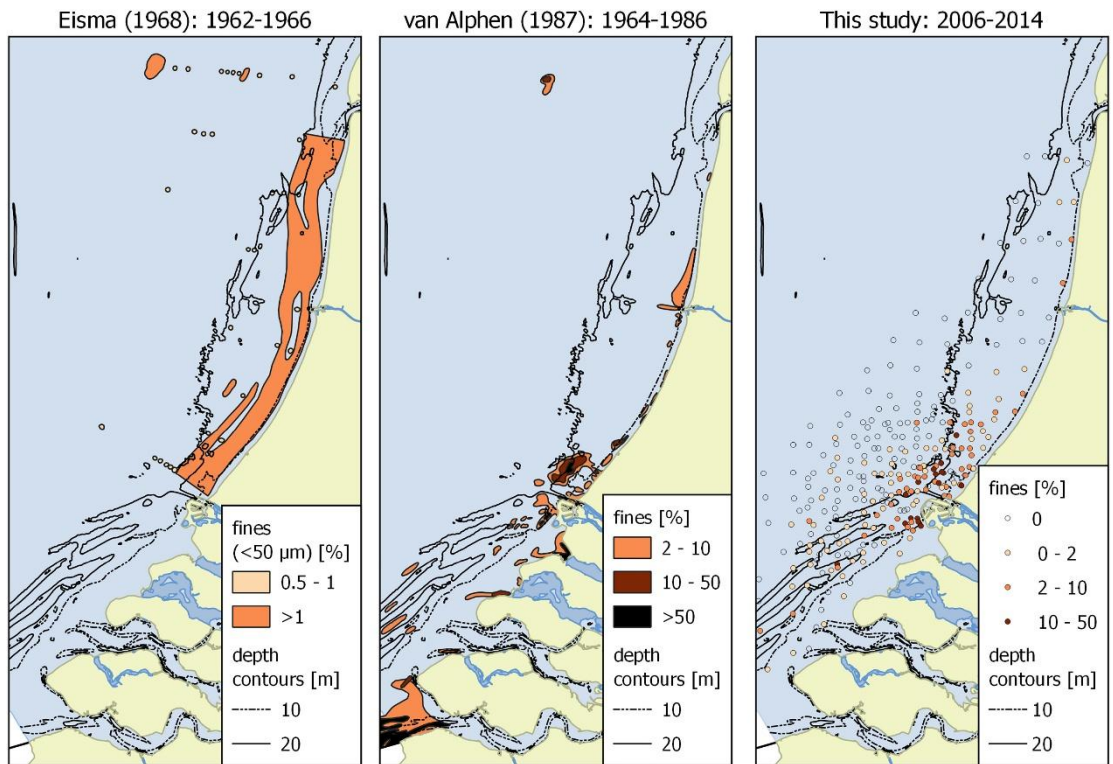 Eisma (1968): 1962-1966
fines
(<50 µm) [%]
0.5 - 1
>1
depth
contours [m]
10
20
van Alphen (1987): 1964-1986
fines [%]
2 - 10
10 - 50
>50
depth
contours [m]
10
20
This study: 2006-2014
fines [%]
0
0 - 2
2 - 10
10 - 50
depth
contours [m]
10
20